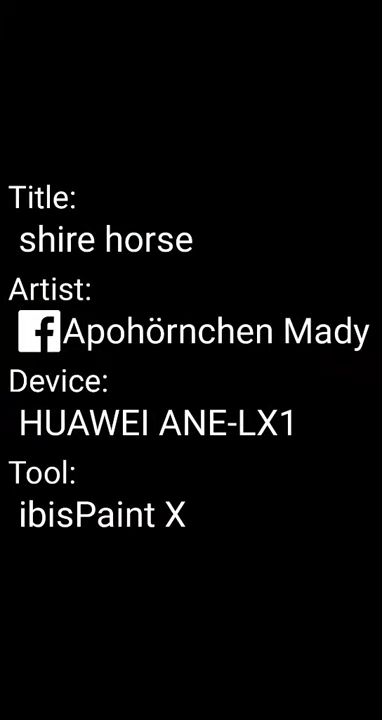 Title:
shire horse
Artist:
Apohörnchen Mady
Device:
HUAWEI ANE-LX1
Tool:
ibisPaint X